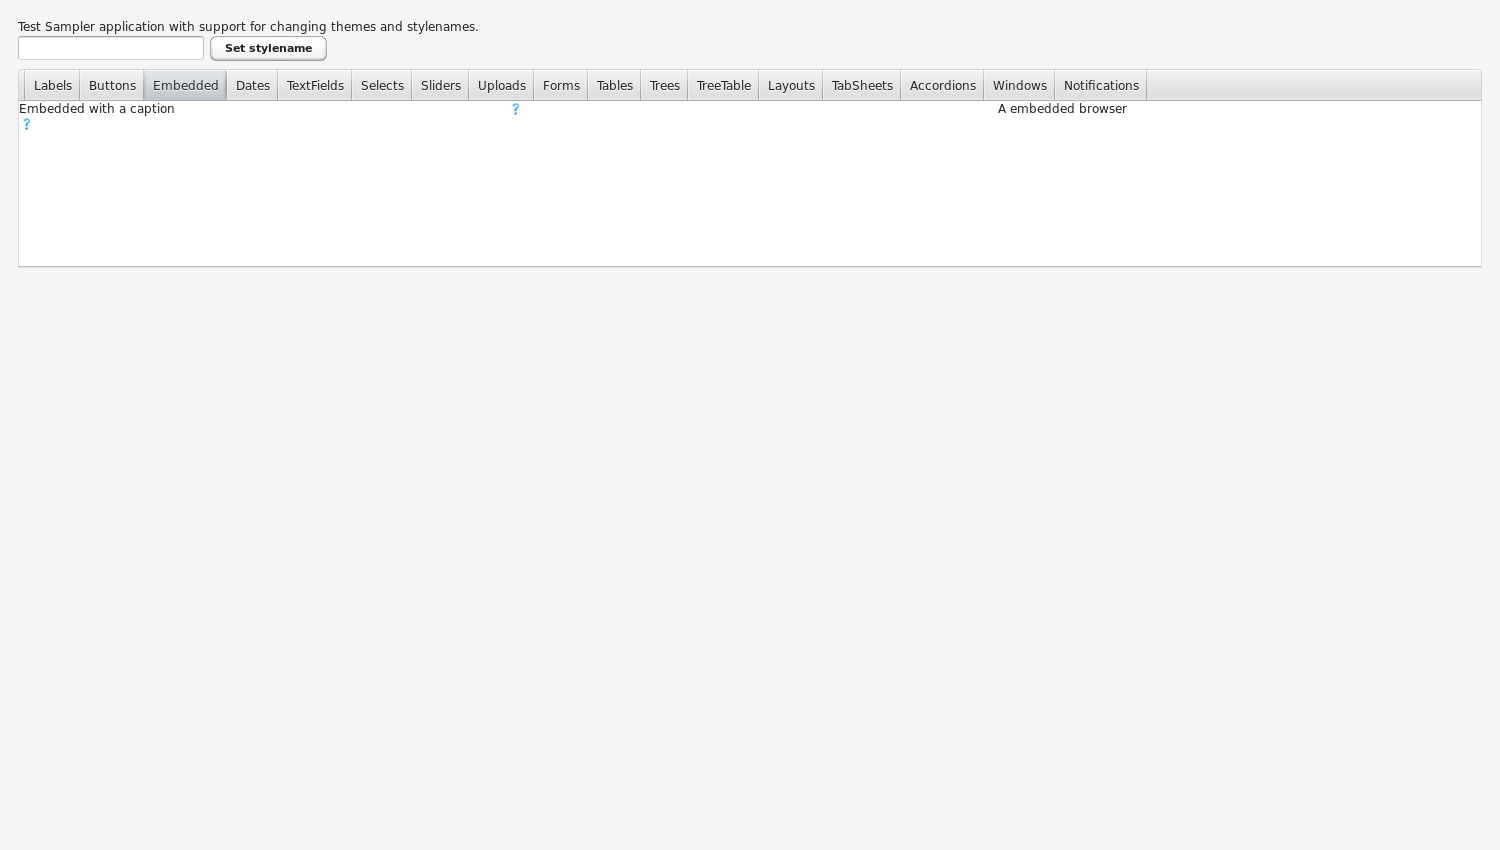 Test Sampler application with support for changing themes and stylenames.
Set stylename
Labels Buttons Embedded Dates TextFields Selects Sliders Uploads Forms Tables Trees TreeTable Layouts TabSheets Accordions Windows Notifications
Embedded with a caption ? A embedded browser
?